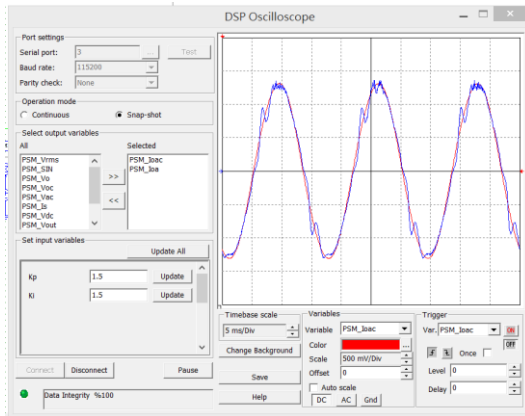 DSP Oscilloscope
Port settings
Serial port: 3 ... Test
Baud rate: 115200
Parity check: None
Operation mode
Continuous Snap-shot
Select output variables
All Selected
PSM_Vrms
PSM_SIN
PSM_Vo
PSM_Voc
PSM_Vac
PSM_Is
PSM_Vdc
PSM_Vout
>>
<<
PSM_Ioac
PSM_Ioa
Set input variables
Update All
Kp 1.5 Update
Ki 1.5 Update
Connect Disconnect Pause
Data Integrity %100
Timebase scale
5 ms/Div
Change Background
Save
Help
Variables
Variable PSM_Ioac
Color ...
Scale 500 mV/Div
Offset 0
Auto scale
DC AC Gnd
Trigger
Var. PSM_Ioac ON
OFF
Once
Level 0
Delay 0